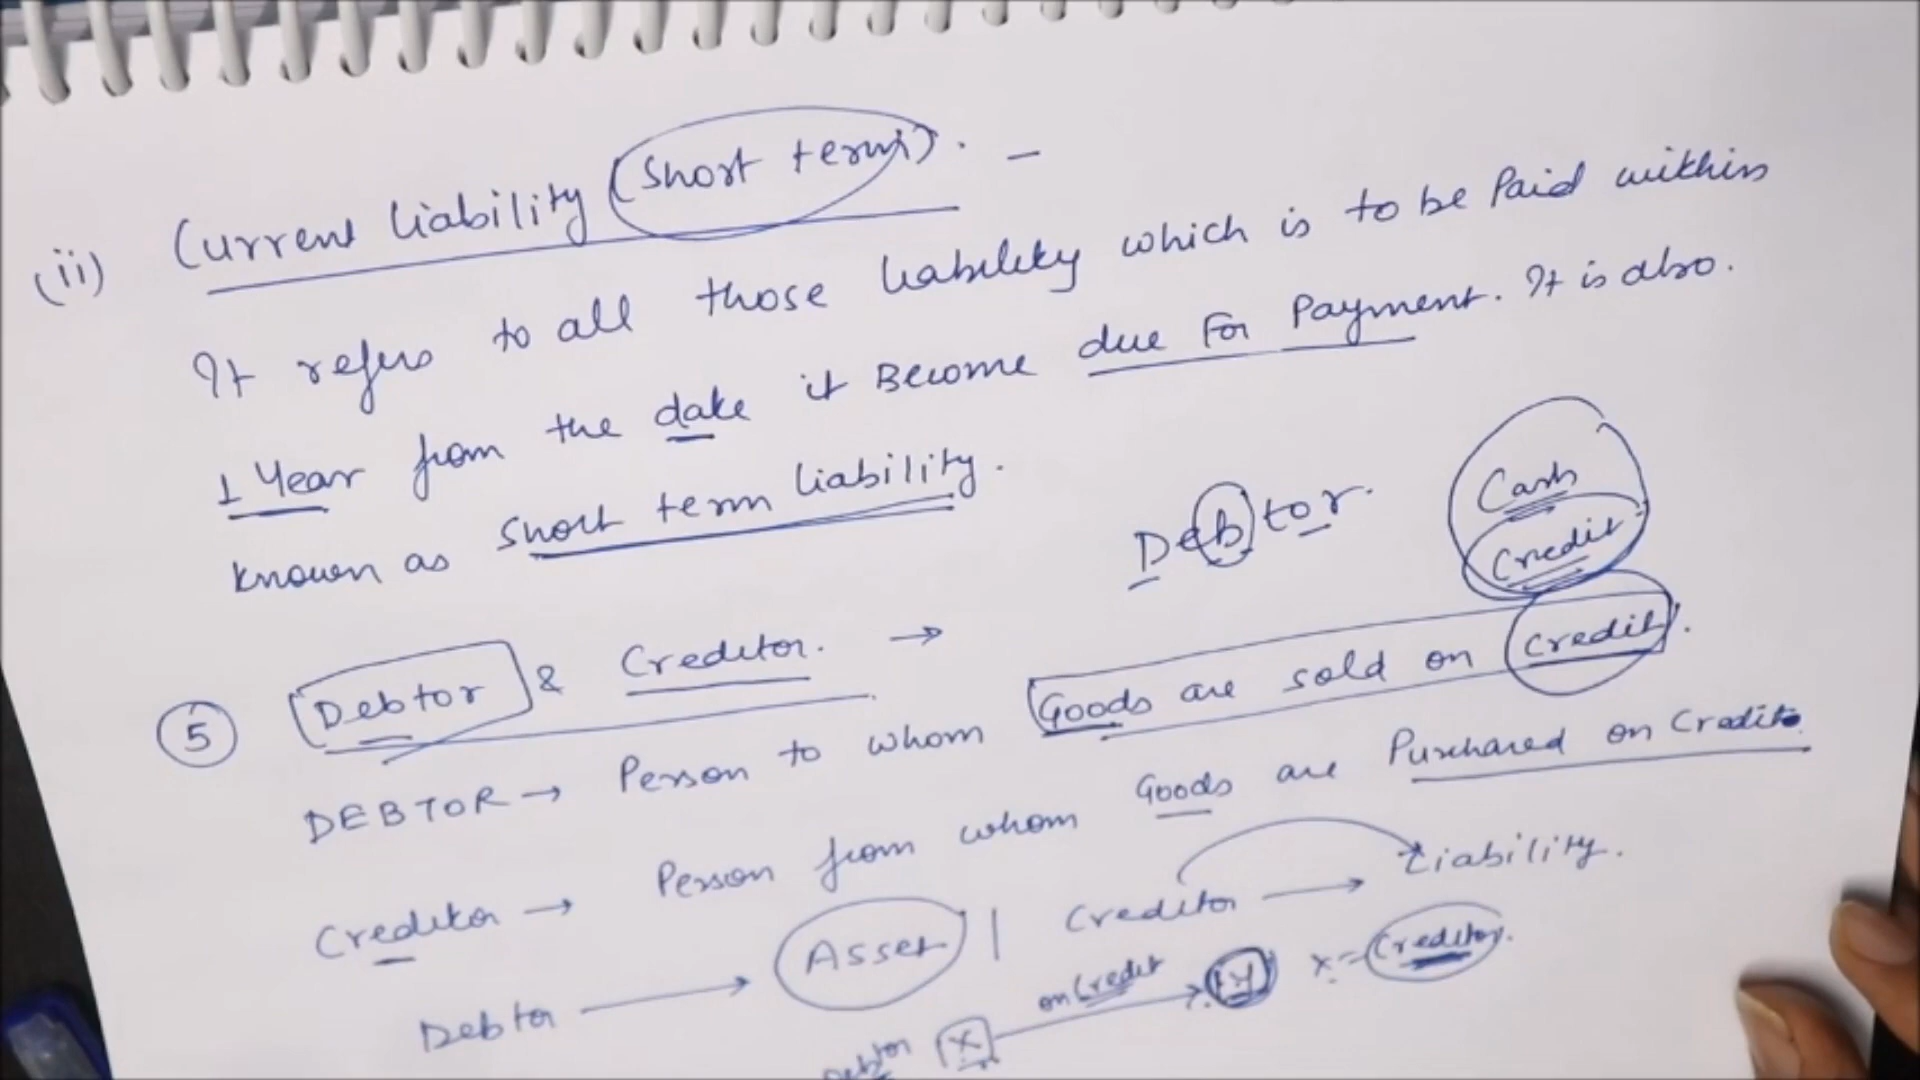 (ii) Current liability (Short term). -
It refers to all those liability which is to be Paid within
1 Year from the date it Become due For Payment. It is also.
known as Short term liability.
Debtor.
Cash
Credit
5 Debtor & Creditor. →
DEBTOR → Person to whom Goods are sold on Credit.
Creditor → Person from whom Goods are Purchased on Credit.
Debtor → Asset | Creditor → Liability.
Debtor X on Credit → Y X = Creditor.